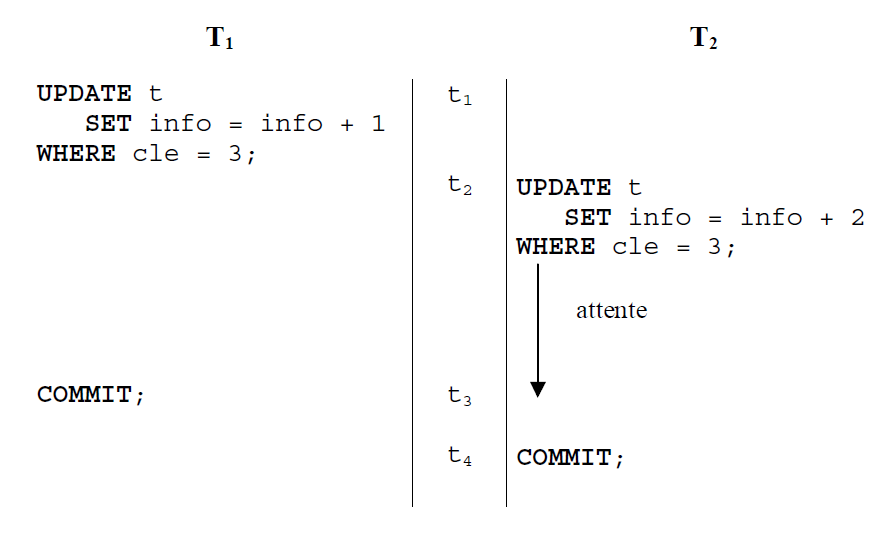 T₁ T₂
UPDATE t t₁
SET info = info + 1
WHERE cle = 3;
t₂ UPDATE t
SET info = info + 2
WHERE cle = 3;
attente
COMMIT; t₃
t₄ COMMIT;